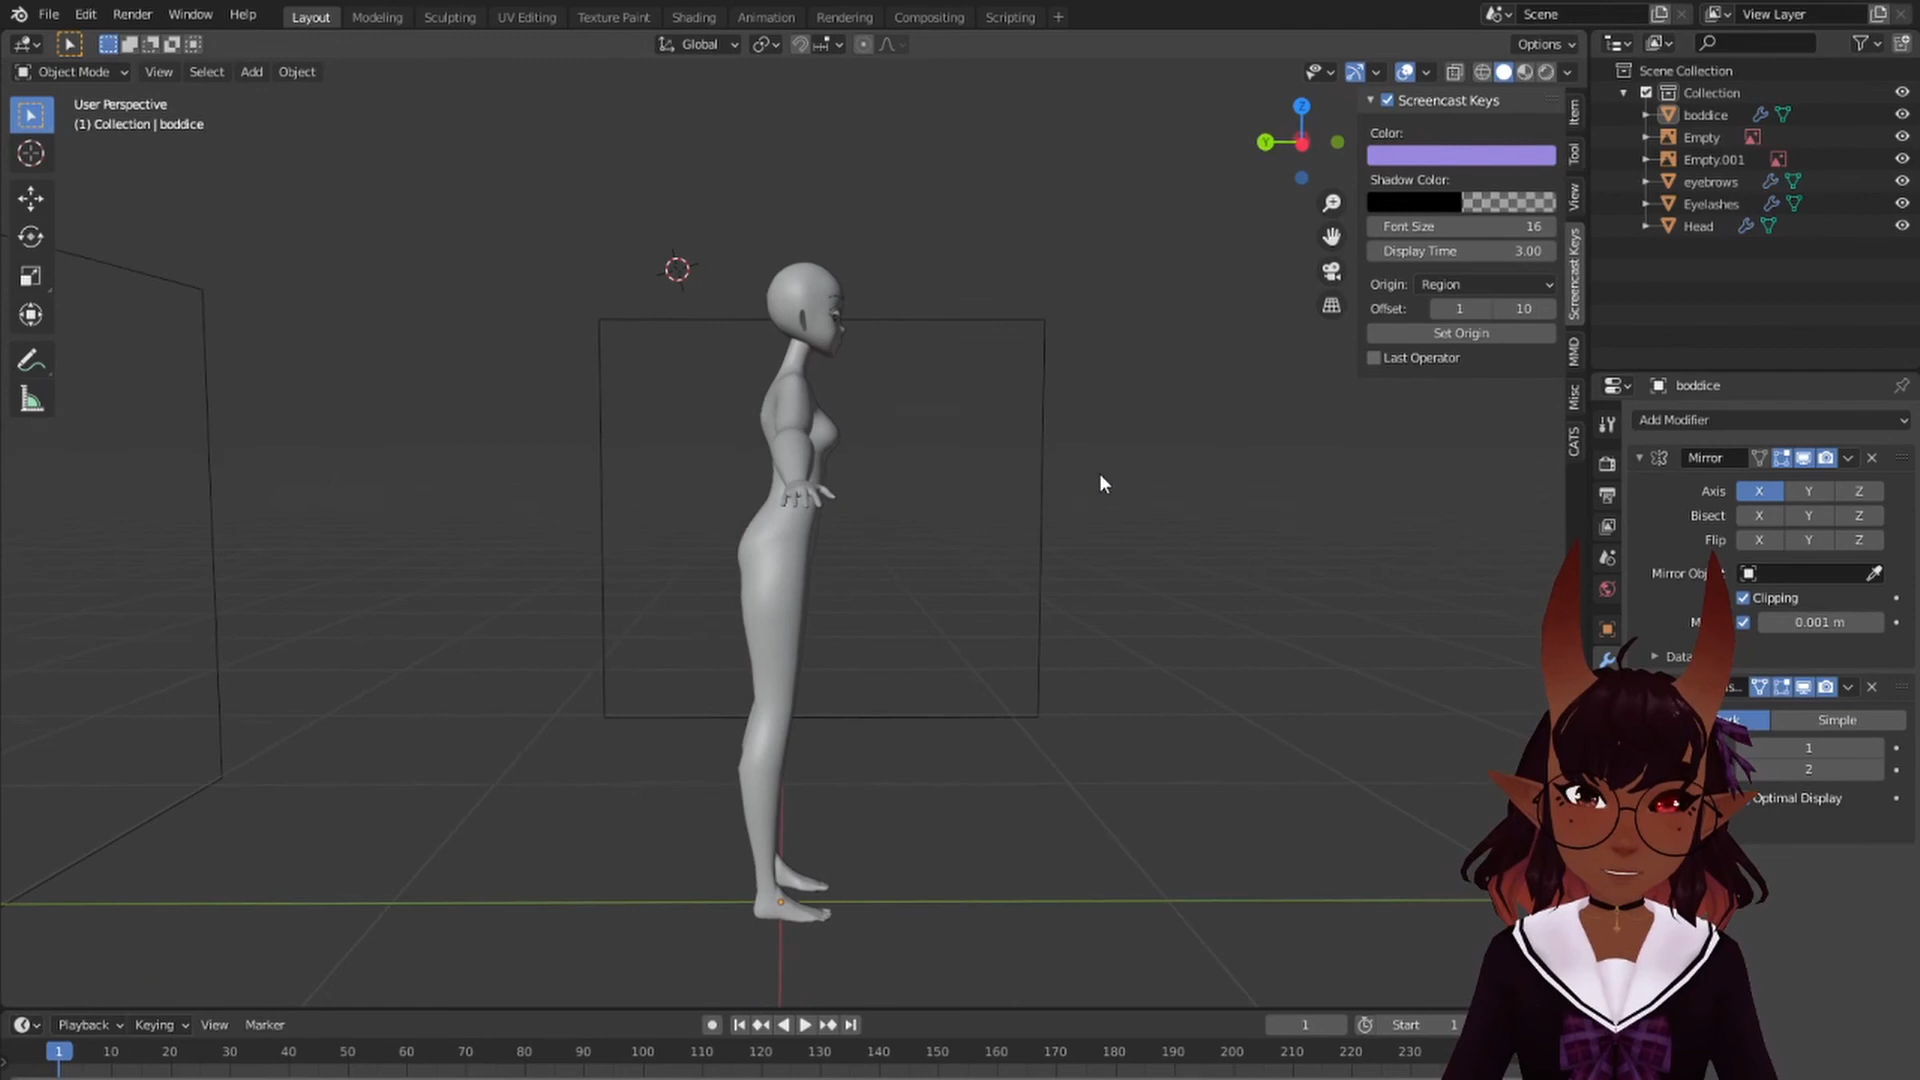 File Edit Render Window Help Layout Modeling Sculpting UV Editing Texture Paint Shading Animation Rendering Compositing Scripting + Scene View Layer
Global Options
Object Mode View Select Add Object
User Perspective
(1) Collection | boddice
Z
Y
Screencast Keys
Color:
Shadow Color:
Font Size 16
Display Time 3.00
Origin: Region
Offset: 1 10
Set Origin
Last Operator
Item
Tool
View
Screencast Keys
MMD
Misc
CATS
Scene Collection
Collection
boddice
Empty
Empty.001
eyebrows
Eyelashes
Head
boddice
Add Modifier
Mirror
Axis X Y Z
Bisect X Y Z
Flip X Y Z
Mirror Obj
Clipping
M 0.001 m
Data
Simple
1
2
Optimal Display
Playback Keying View Marker 1 Start 1
1 10 20 30 40 50 60 70 80 90 100 110 120 130 140 150 160 170 180 190 200 210 220 230